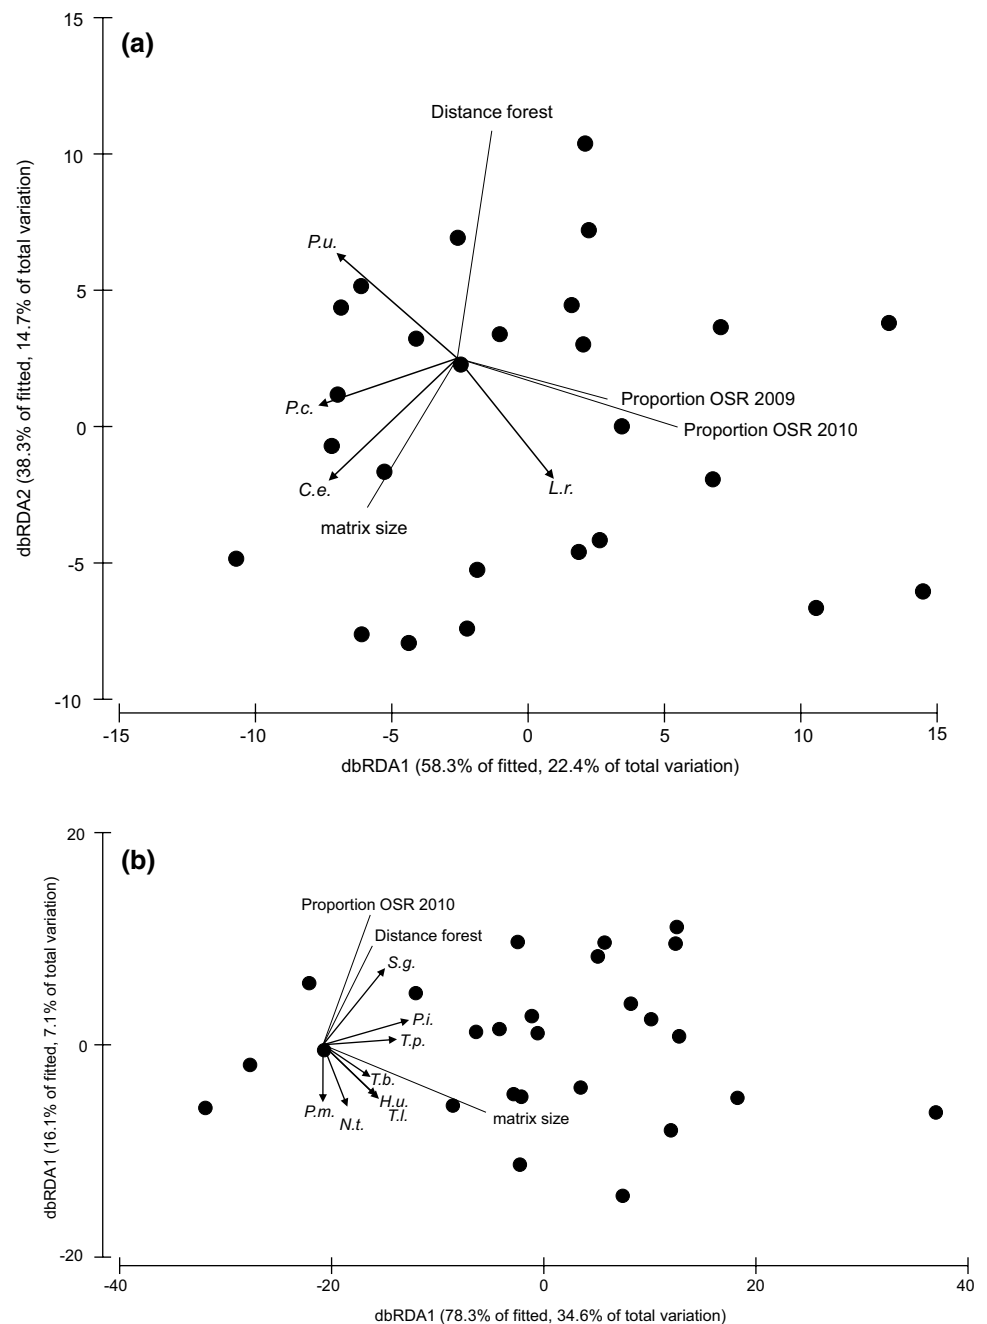 (a)
15
10
5
0
-5
-10
dbRDA2 (38.3% of fitted, 14.7% of total variation)
Distance forest
P.u.
P.c.
C.e.
matrix size
L.r.
Proportion OSR 2009
Proportion OSR 2010
-15
-10
-5
0
5
10
15
dbRDA1 (58.3% of fitted, 22.4% of total variation)
(b)
20
0
-20
dbRDA1 (16.1% of fitted, 7.1% of total variation)
Proportion OSR 2010
Distance forest
S.g.
P.i.
T.p.
T.b.
H.u.
T.l.
P.m.
N.t.
matrix size
-40
-20
0
20
40
dbRDA1 (78.3% of fitted, 34.6% of total variation)